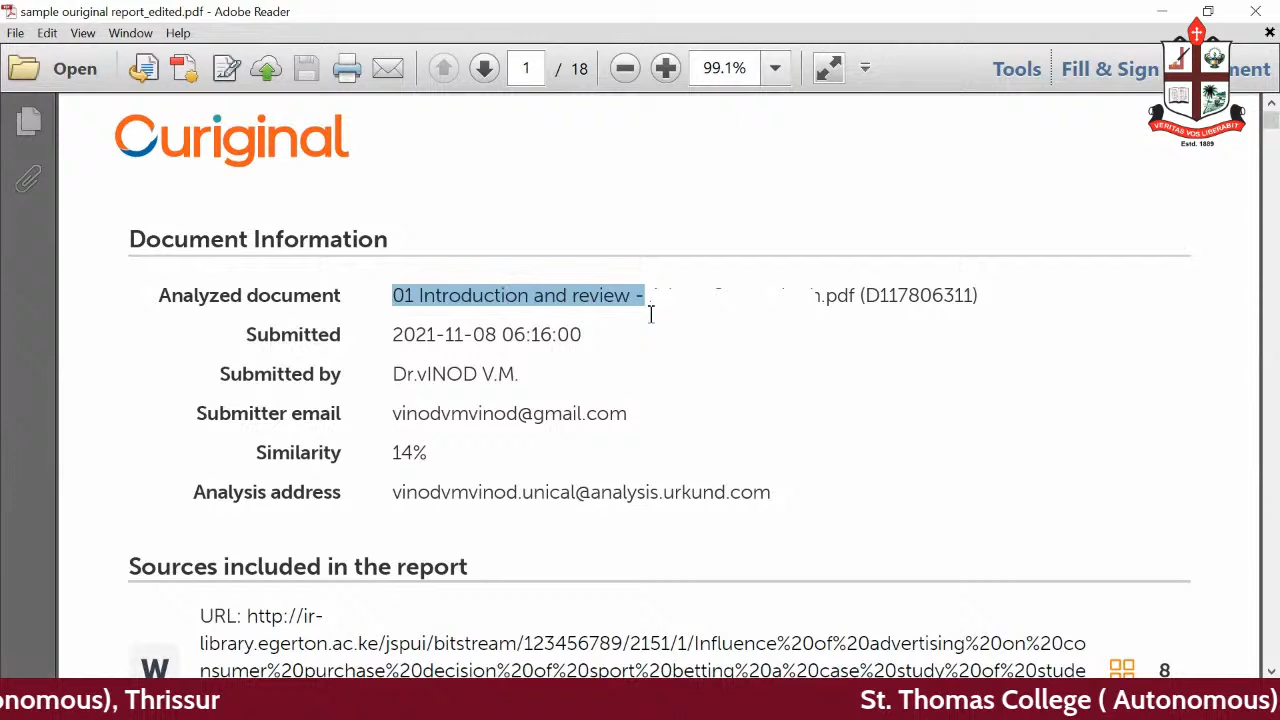 sample ouriginal report_edited.pdf - Adobe Reader
File Edit View Window Help
Open 1 / 18 99.1% Tools Fill & Sign ment
VERITAS VOS LIBERABIT
Estd. 1889
Ouriginal
Document Information
Analyzed document 01 Introduction and review - h.pdf (D117806311)
Submitted 2021-11-08 06:16:00
Submitted by Dr.vINOD V.M.
Submitter email vinodvmvinod@gmail.com
Similarity 14%
Analysis address vinodvmvinod.unical@analysis.urkund.com
Sources included in the report
URL: http://ir-
library.egerton.ac.ke/jspui/bitstream/123456789/2151/1/Influence%20of%20advertising%20on%20co
W nsumer%20purchase%20decision%20of%20sport%20betting%20a%20case%20study%20of%20stude 8
onomous), Thrissur St. Thomas College ( Autonomous)